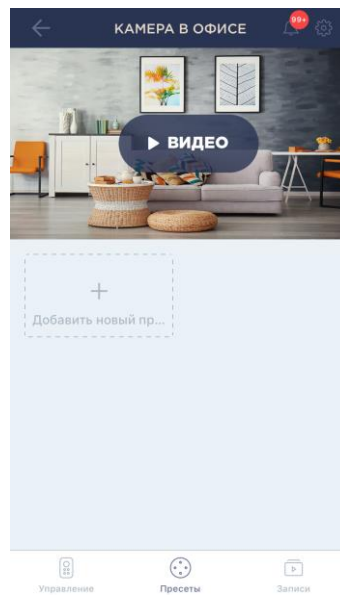 КАМЕРА В ОФИСЕ
99+
ВИДЕО
Добавить новый пр...
Управление
Пресеты
Записи